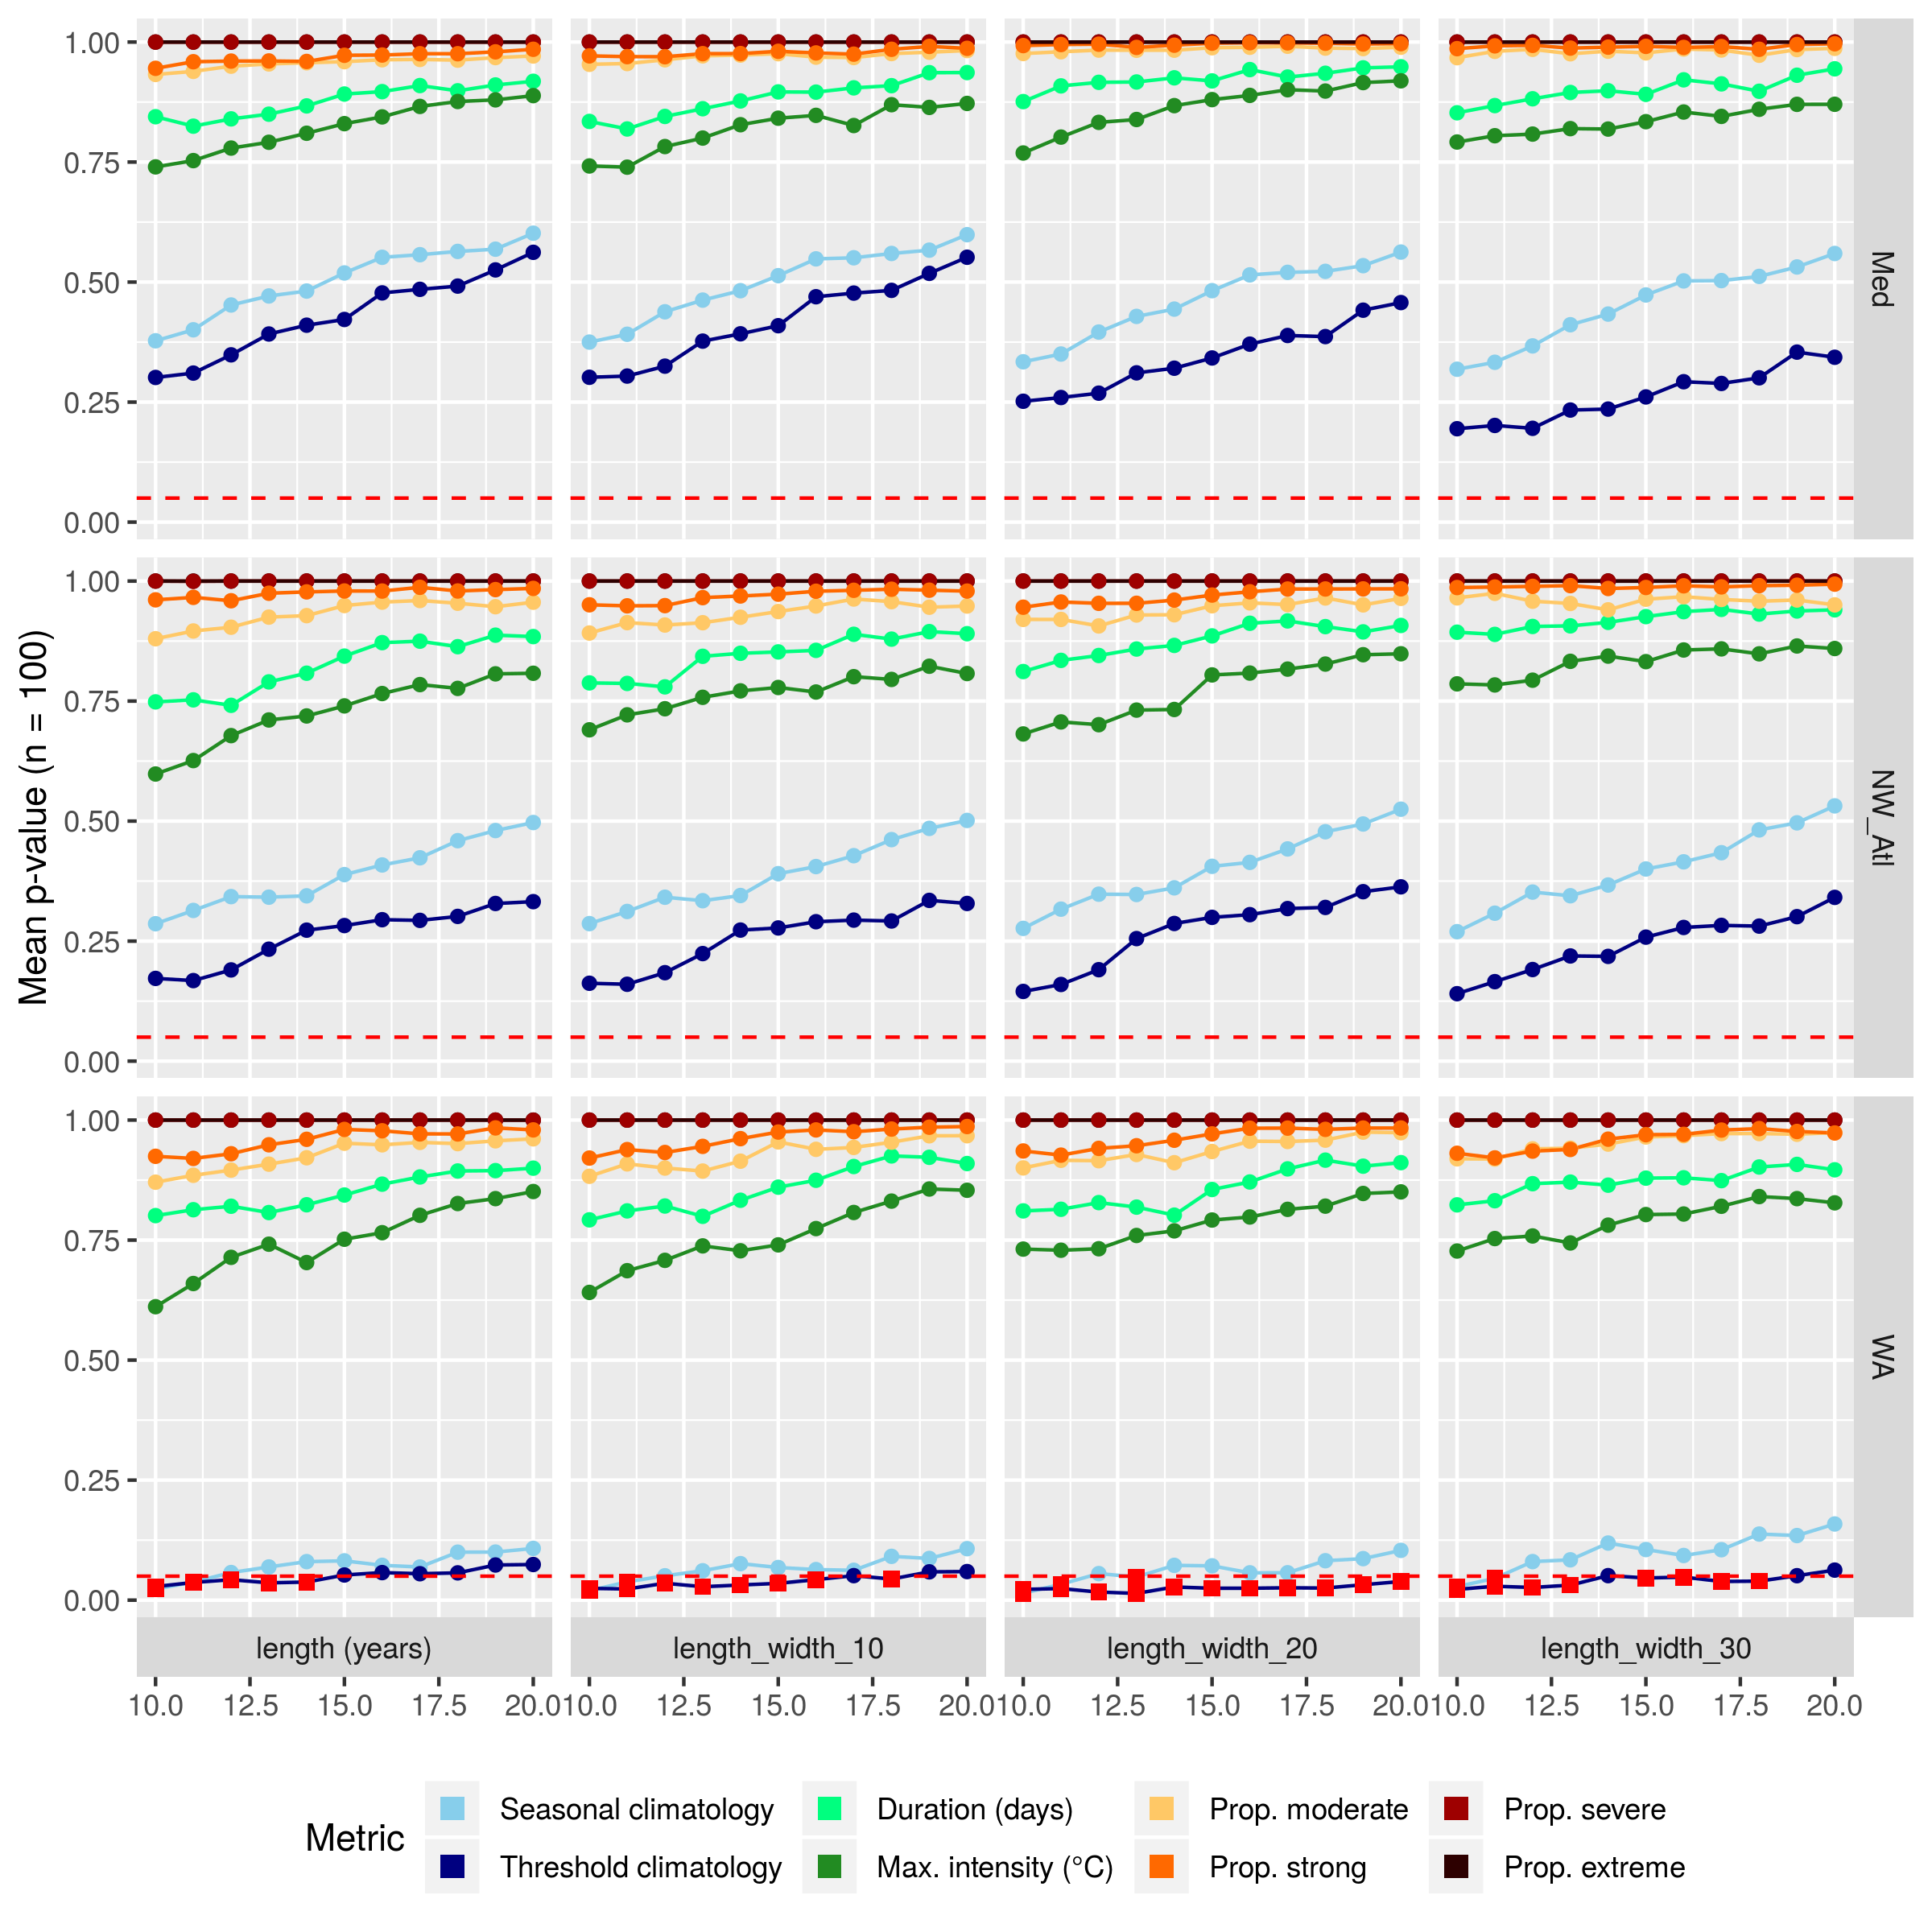 1.00
0.75
0.50
0.25
0.00
Med
1.00
0.75
0.50
0.25
0.00
NW_Atl
1.00
0.75
0.50
0.25
0.00
WA
Mean p-value (n = 100)
length (years) length_width_10 length_width_20 length_width_30
10.0 12.5 15.0 17.5 20.0 10.0 12.5 15.0 17.5 20.0 10.0 12.5 15.0 17.5 20.0 10.0 12.5 15.0 17.5 20.0
Metric
Seasonal climatology Duration (days) Prop. moderate Prop. severe
Threshold climatology Max. intensity (°C) Prop. strong Prop. extreme